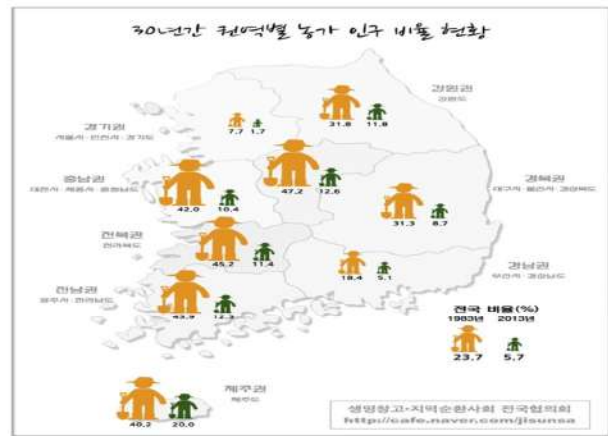 30년간 권역별 농가 인구 비율 현황
강원권
강원도
31.8 11.8
경기권
서울시·인천시·경기도
7.7 1.7
충남권
대전시·세종시·충청남도
42.0 10.4
47.2 12.6
경북권
대구시·울산시·경상북도
31.3 8.7
전북권
전라북도
45.2 11.4
경남권
부산시·경상남도
18.4 5.1
전남권
광주시·전라남도
43.9 12.3
전국 비율(%)
1983년 2013년
23.7 5.7
제주권
제주도
48.2 20.0
생명창고·지역순환사회 전국협의회
http://cafe.naver.com/jisunsa